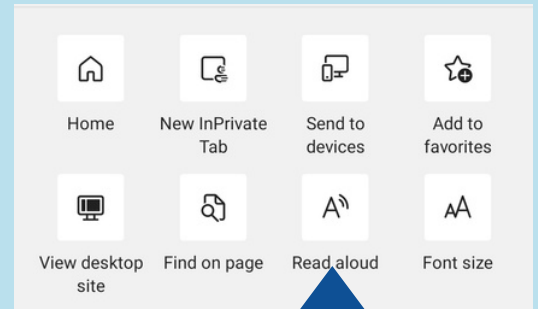 Home
New InPrivate
Tab
Send to
devices
Add to
favorites
View desktop
site
Find on page
Read aloud
Font size